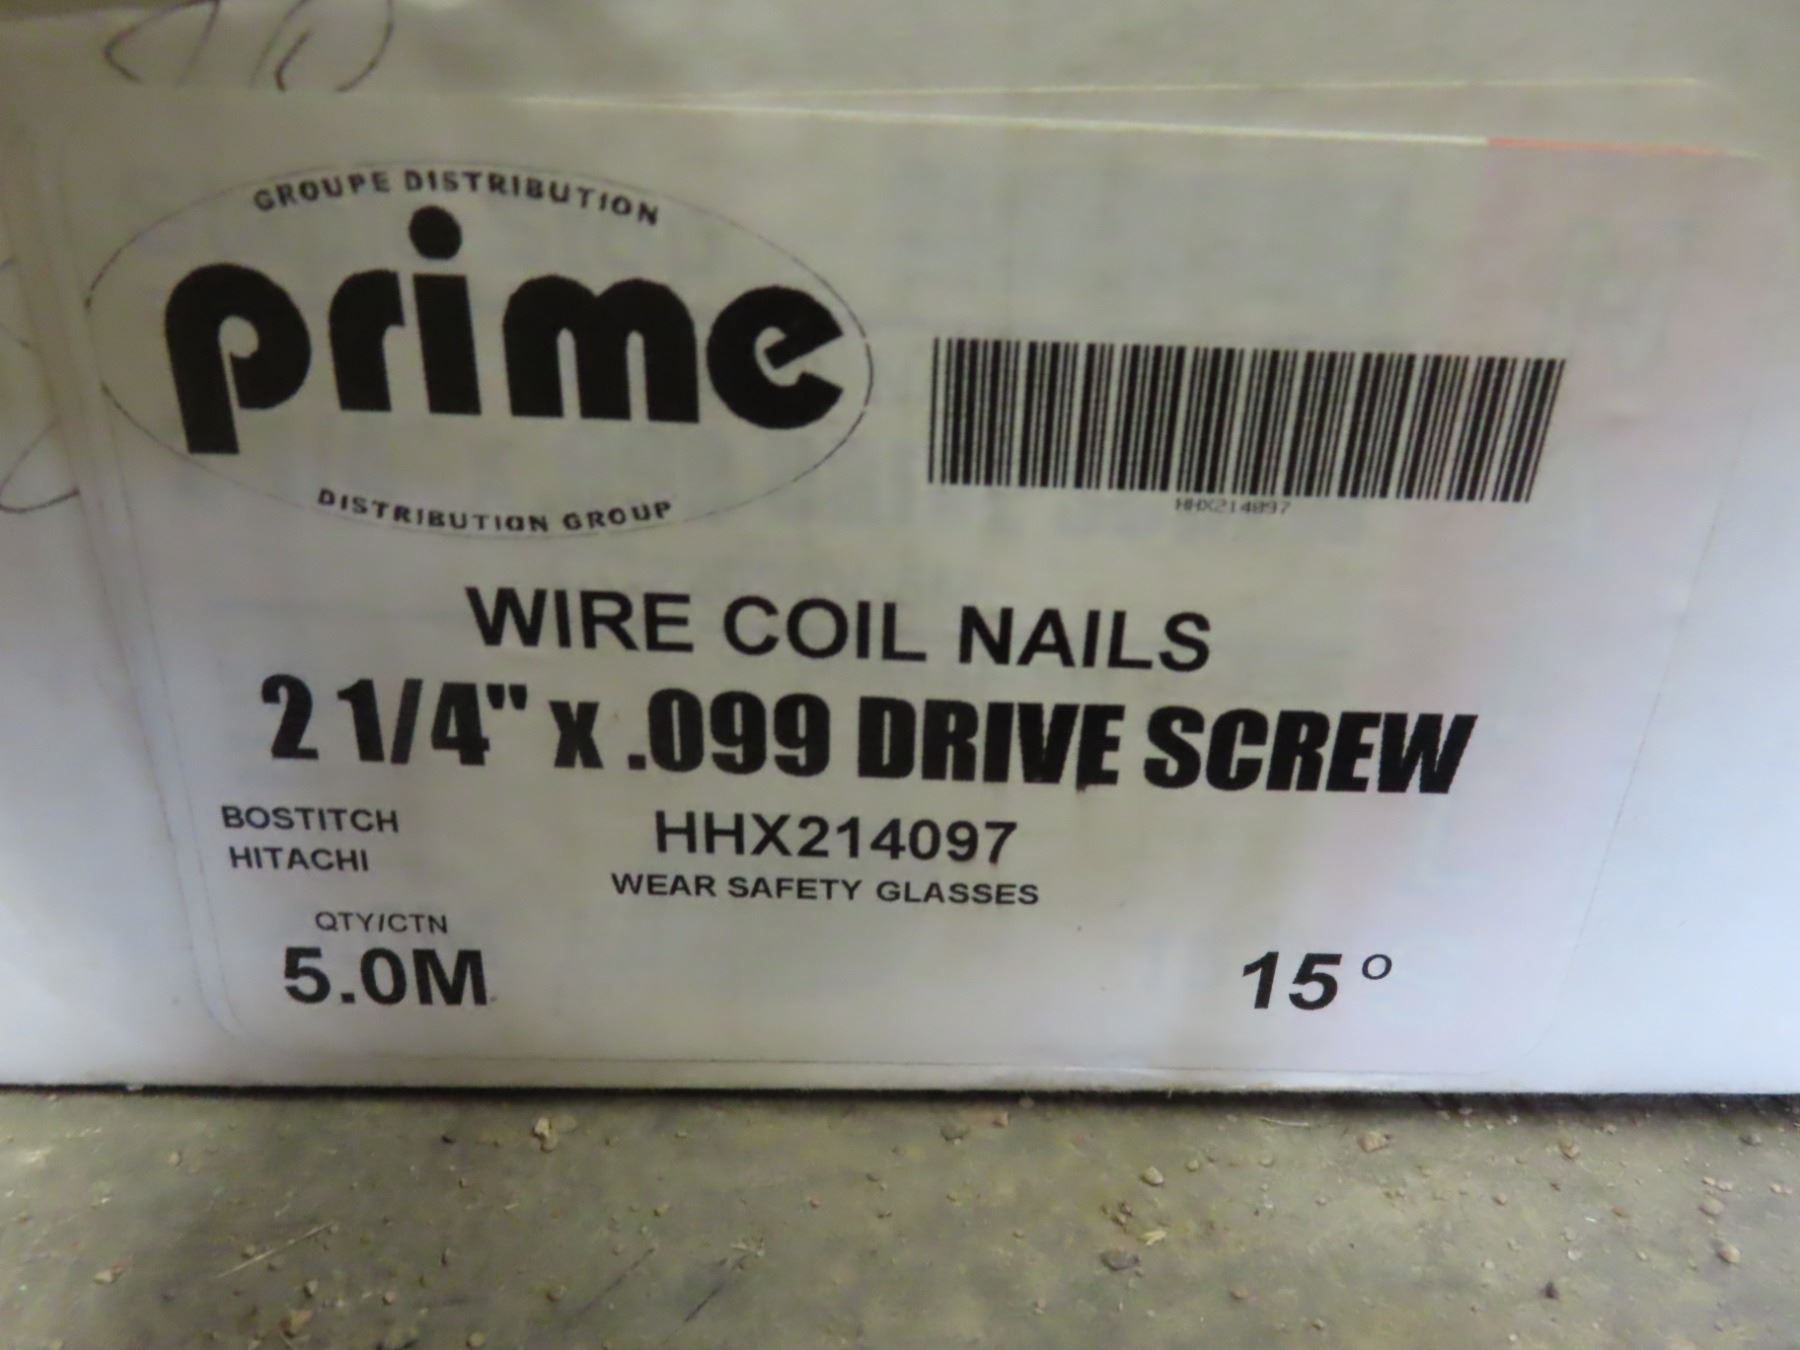 GROUPE DISTRIBUTION
prime
DISTRIBUTION GROUP
HHX214097
WIRE COIL NAILS
2 1/4" x .099 DRIVE SCREW
BOSTITCH
HITACHI
HHX214097
WEAR SAFETY GLASSES
QTY/CTN
5.0M
15°